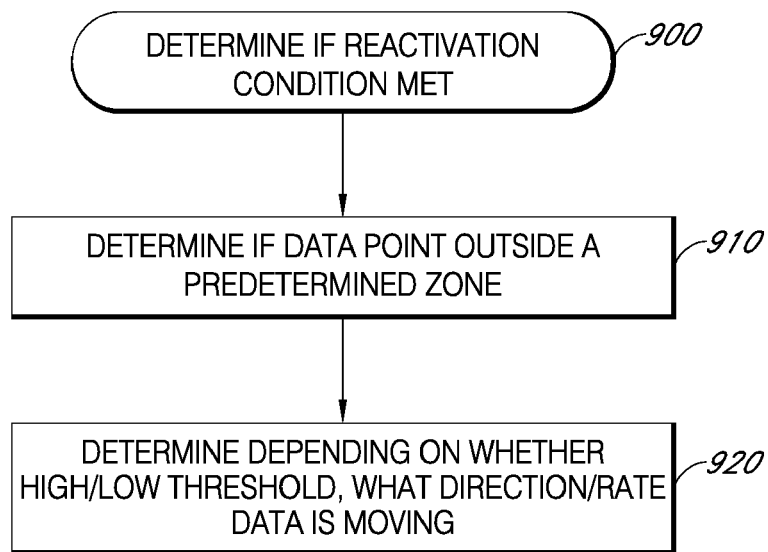 DETERMINE IF REACTIVATION
CONDITION MET
900
DETERMINE IF DATA POINT OUTSIDE A
PREDETERMINED ZONE
910
DETERMINE DEPENDING ON WHETHER
HIGH/LOW THRESHOLD, WHAT DIRECTION/RATE
DATA IS MOVING
920